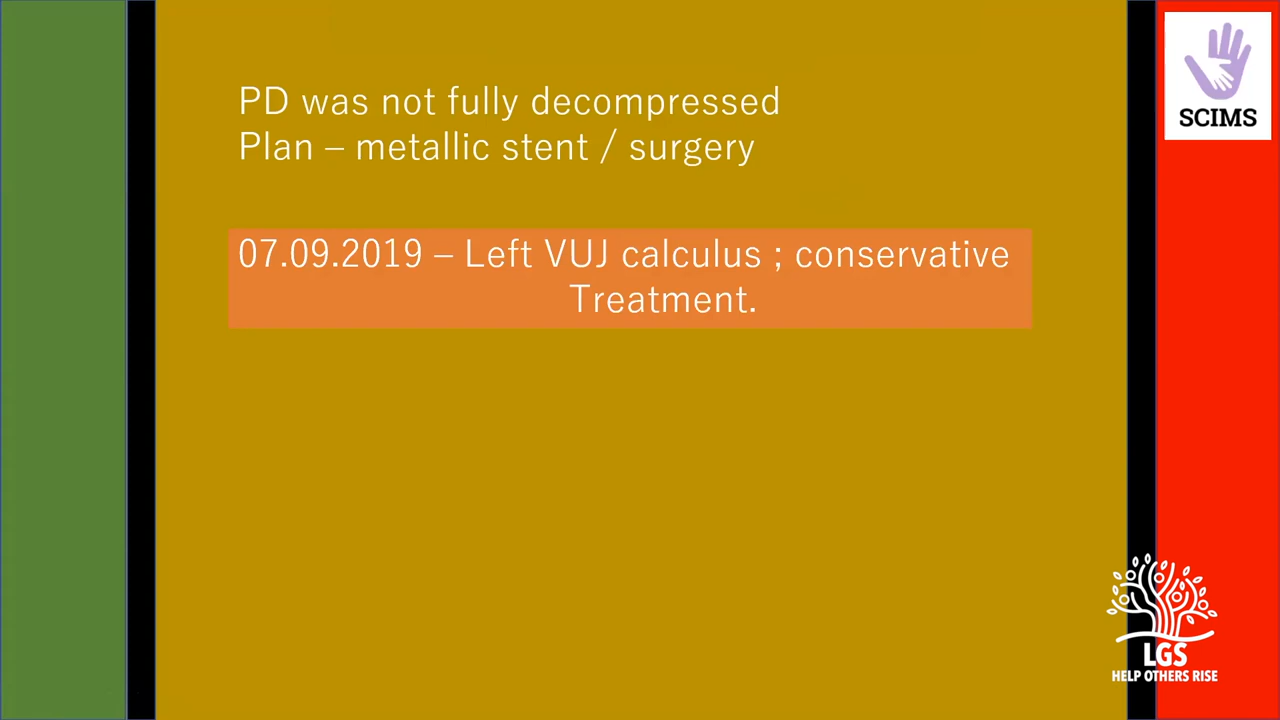 PD was not fully decompressed
Plan – metallic stent / surgery
07.09.2019 – Left VUJ calculus ; conservative
Treatment.
SCIMS
LGS
HELP OTHERS RISE